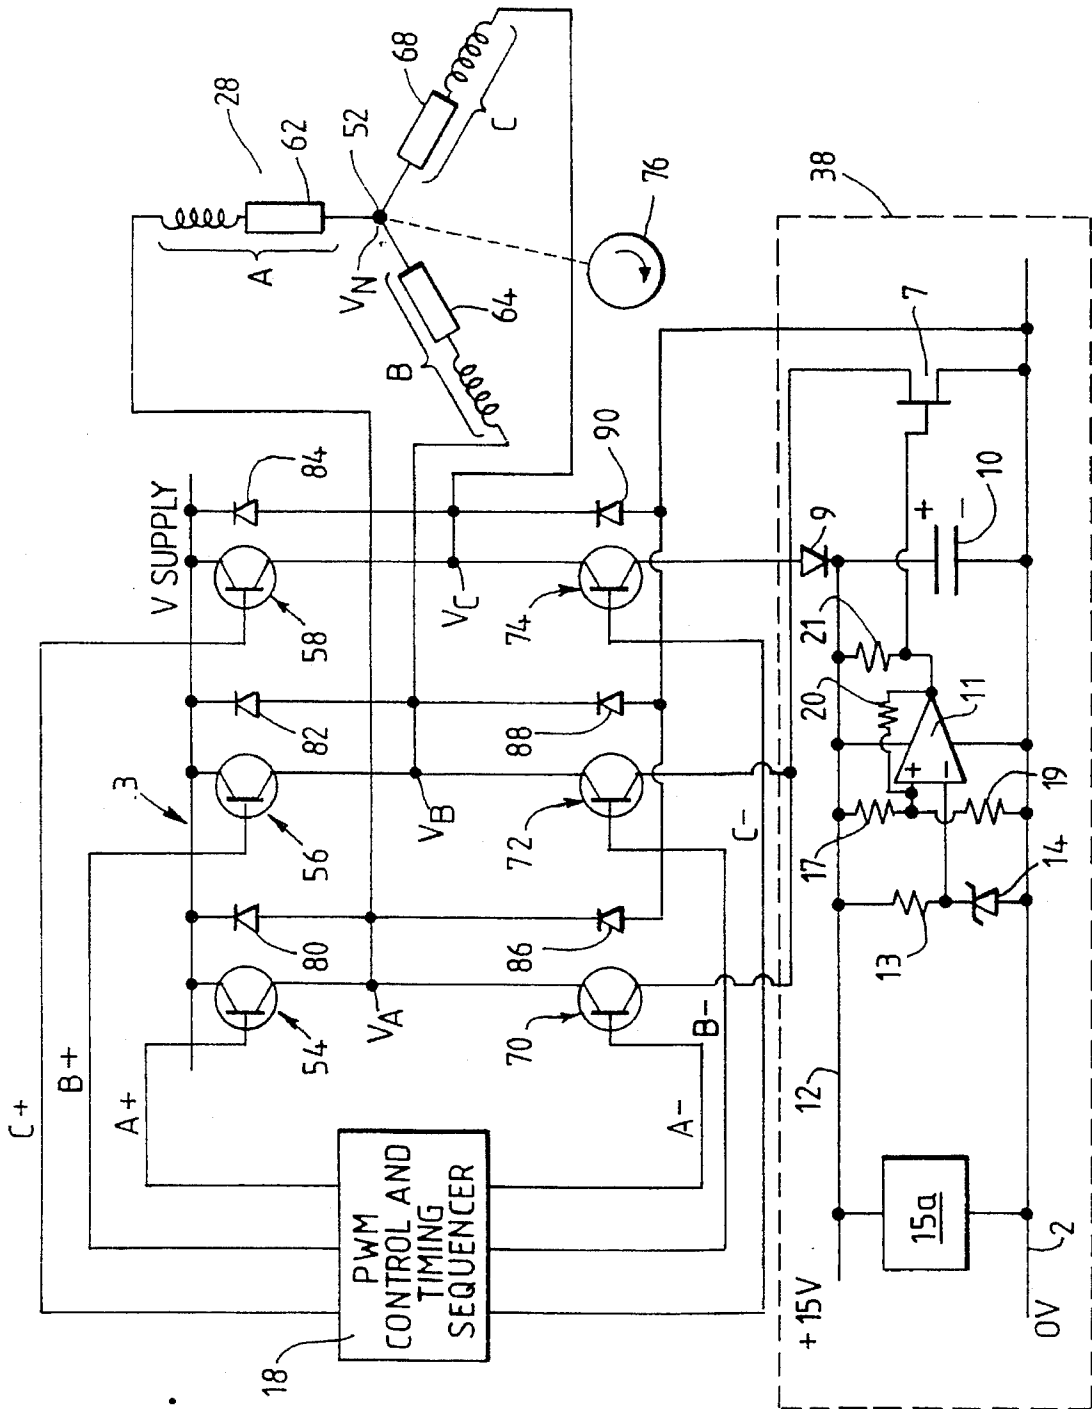 C+
B+
A+
3
V SUPPLY
54
80
56
82
58
84
28
62
A
52
68
C
VN
B
64
76
VA
VB
VC
18
PWM
CONTROL AND
TIMING
SEQUENCER
70
86
72
88
74
90
A−
B−
C−
38
+15V
12
13
17
20
21
9
+
−
7
10
11
+
−
19
14
15a
2
0V